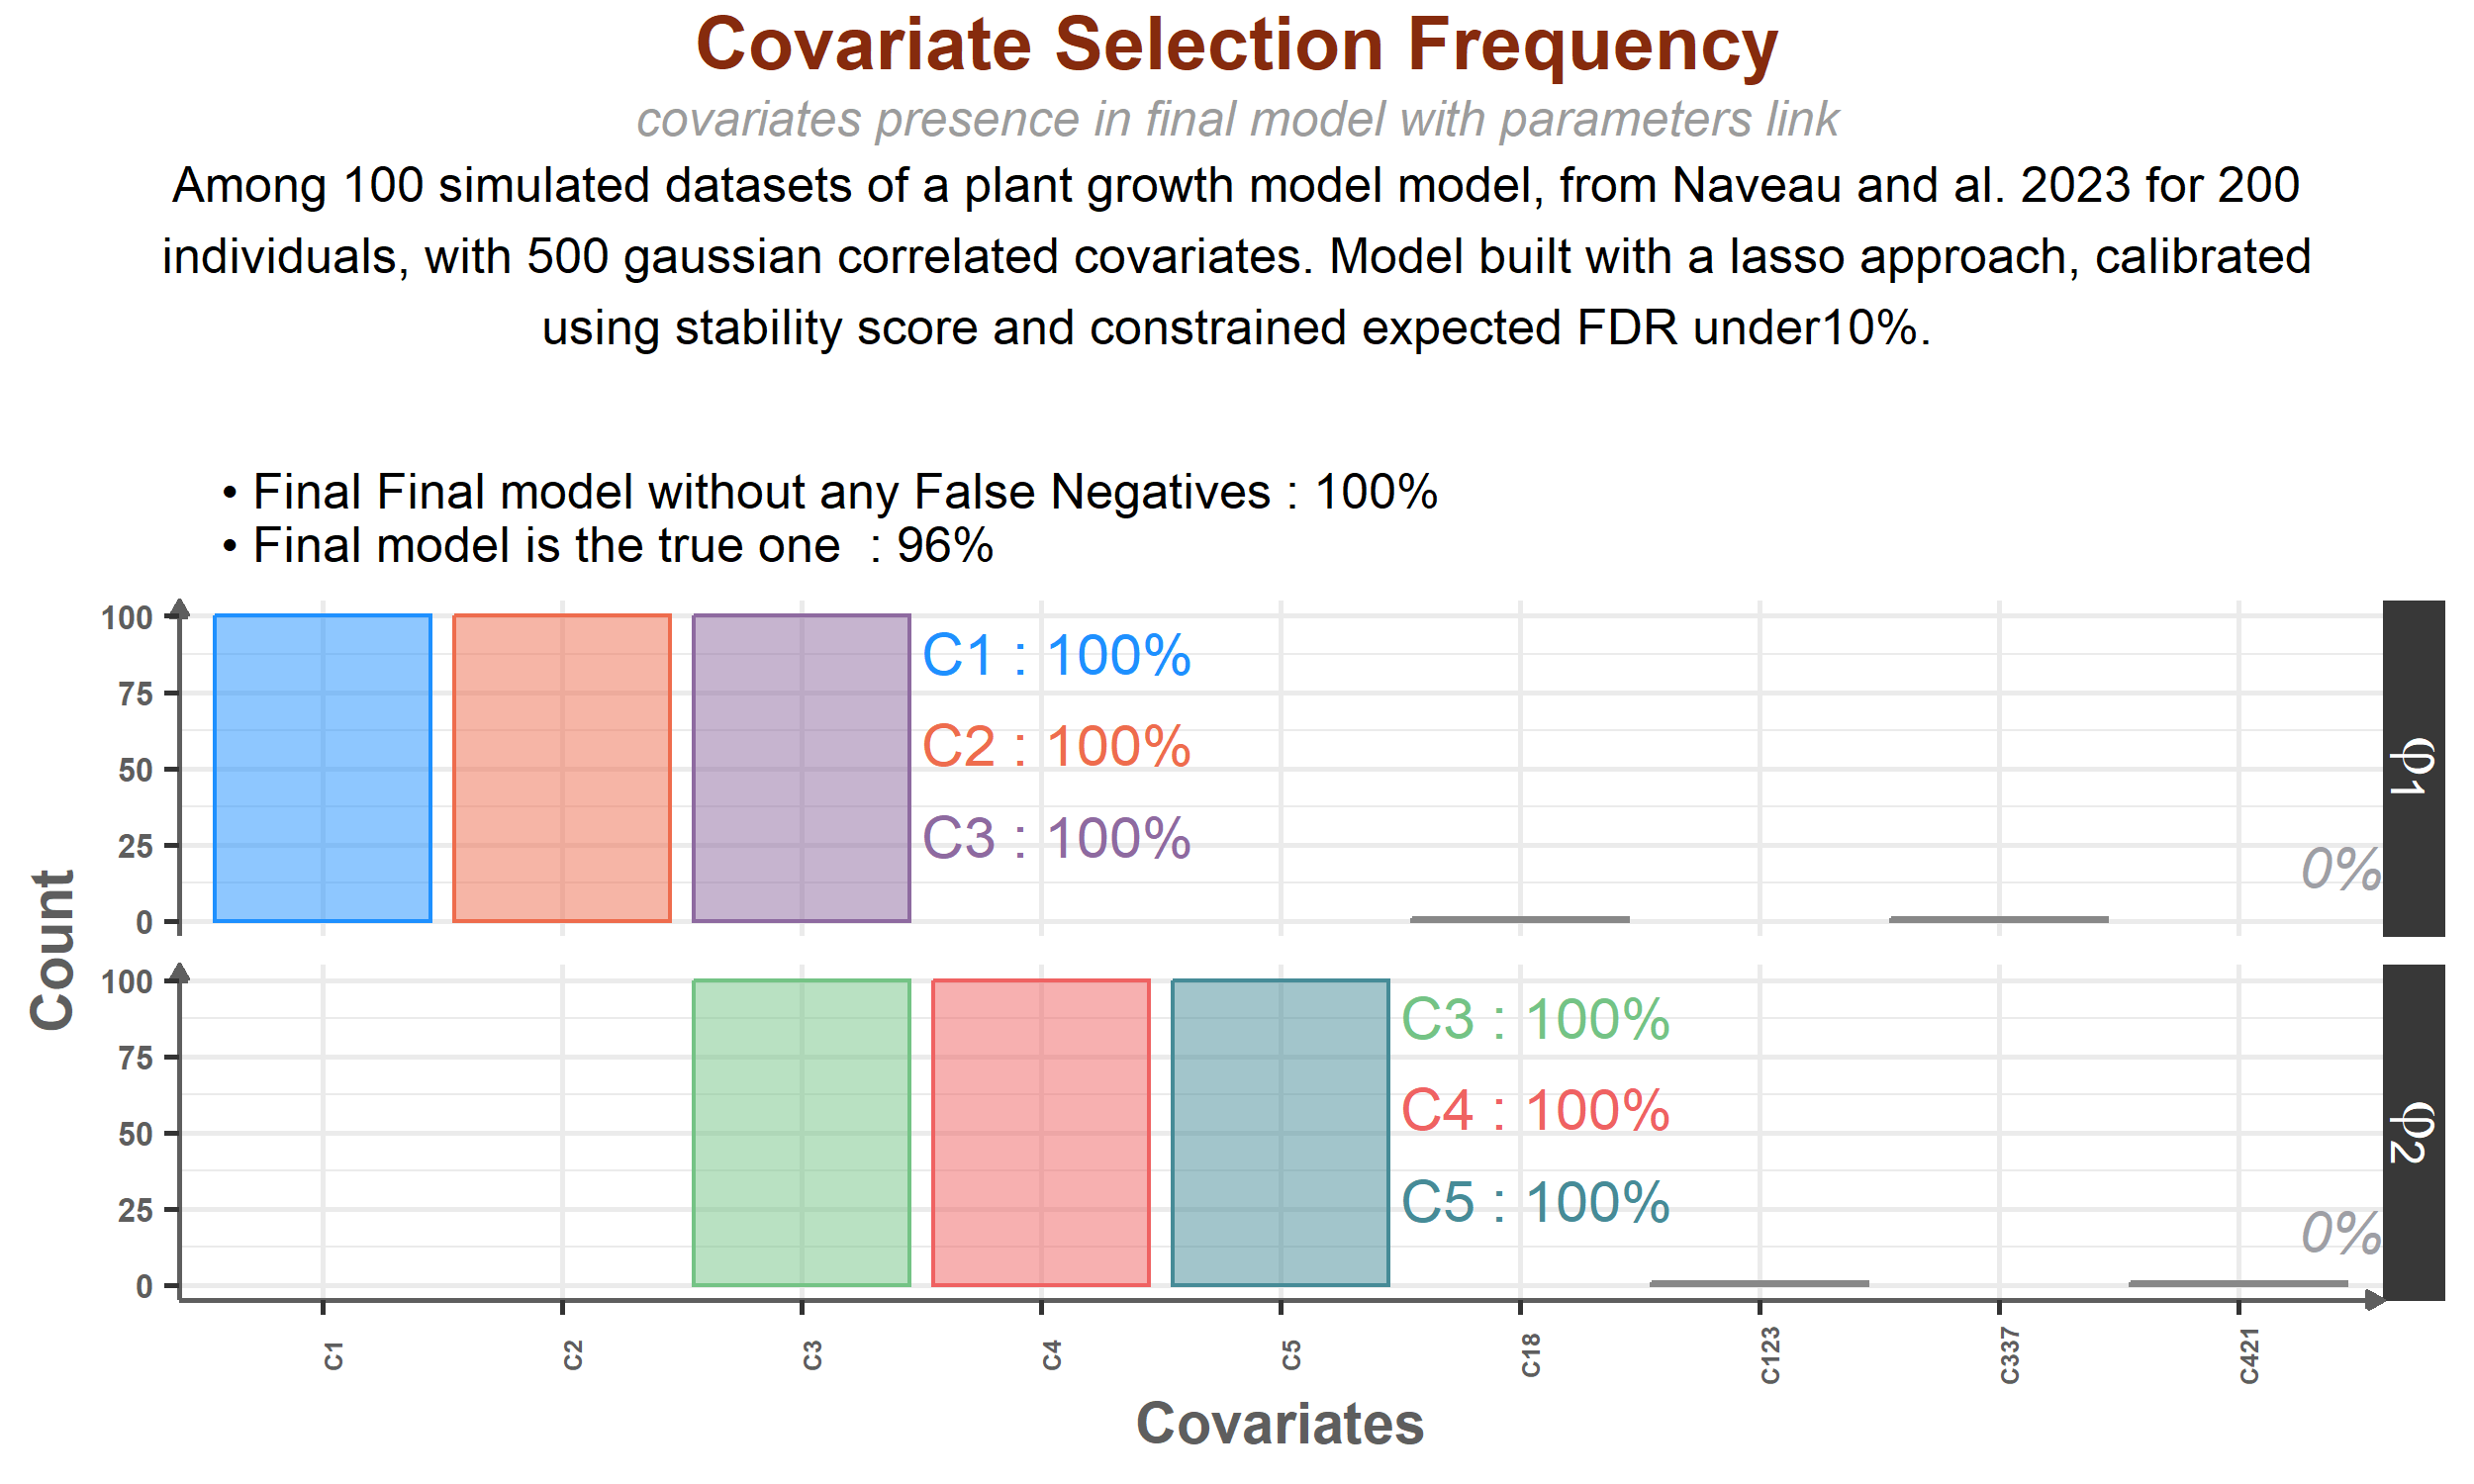 Covariate Selection Frequency
covariates presence in final model with parameters link
Among 100 simulated datasets of a plant growth model model, from Naveau and al. 2023 for 200
individuals, with 500 gaussian correlated covariates. Model built with a lasso approach, calibrated
using stability score and constrained expected FDR under10%.
• Final Final model without any False Negatives : 100%
• Final model is the true one  : 96%
100
75
50
25
0
C1 : 100%
C2 : 100%
C3 : 100%
0%
φ1
Count
100
75
50
25
0
C3 : 100%
C4 : 100%
C5 : 100%
0%
φ2
C1
C2
C3
C4
C5
C18
C123
C337
C421
Covariates